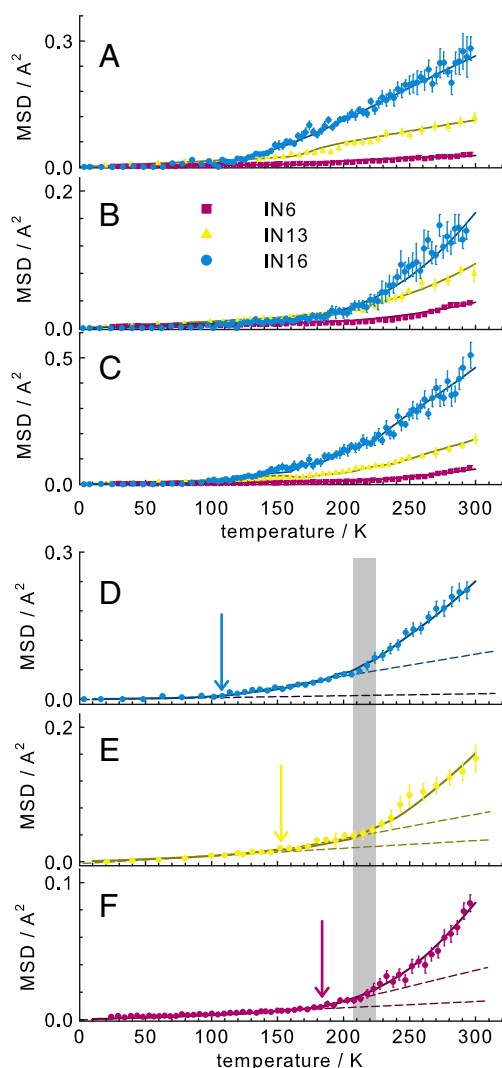 A
MSD / A²
0.3
0.0
B
IN6
IN13
IN16
MSD / A²
0.2
0.0
C
MSD / A²
0.5
0.0
0 50 100 150 200 250 300
temperature / K
D
MSD / A²
0.3
0.0
E
MSD / A²
0.2
0.0
F
MSD / A²
0.1
0.0
0 50 100 150 200 250 300
temperature / K